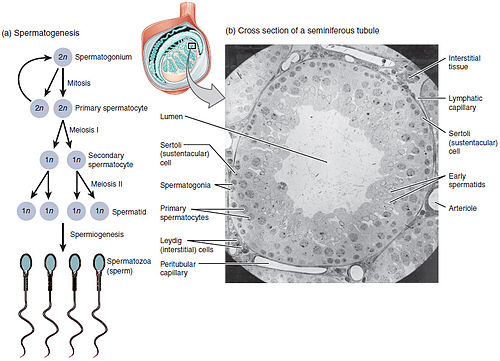 (a) Spermatogenesis
2n
Spermatogonium
Mitosis
2n
2n
Primary spermatocyte
Meiosis I
1n
1n
Secondary
spermatocyte
Meiosis II
1n
1n
1n
1n
Spermatid
Spermiogenesis
Spermatozoa
(sperm)
(b) Cross section of a seminiferous tubule
Lumen
Sertoli
(sustentacular)
cell
Spermatogonia
Primary
spermatocytes
Leydig
(interstitial) cells
Peritubular
capillary
Interstitial
tissue
Lymphatic
capillary
Sertoli
(sustentacular)
cell
Early
spermatids
Arteriole